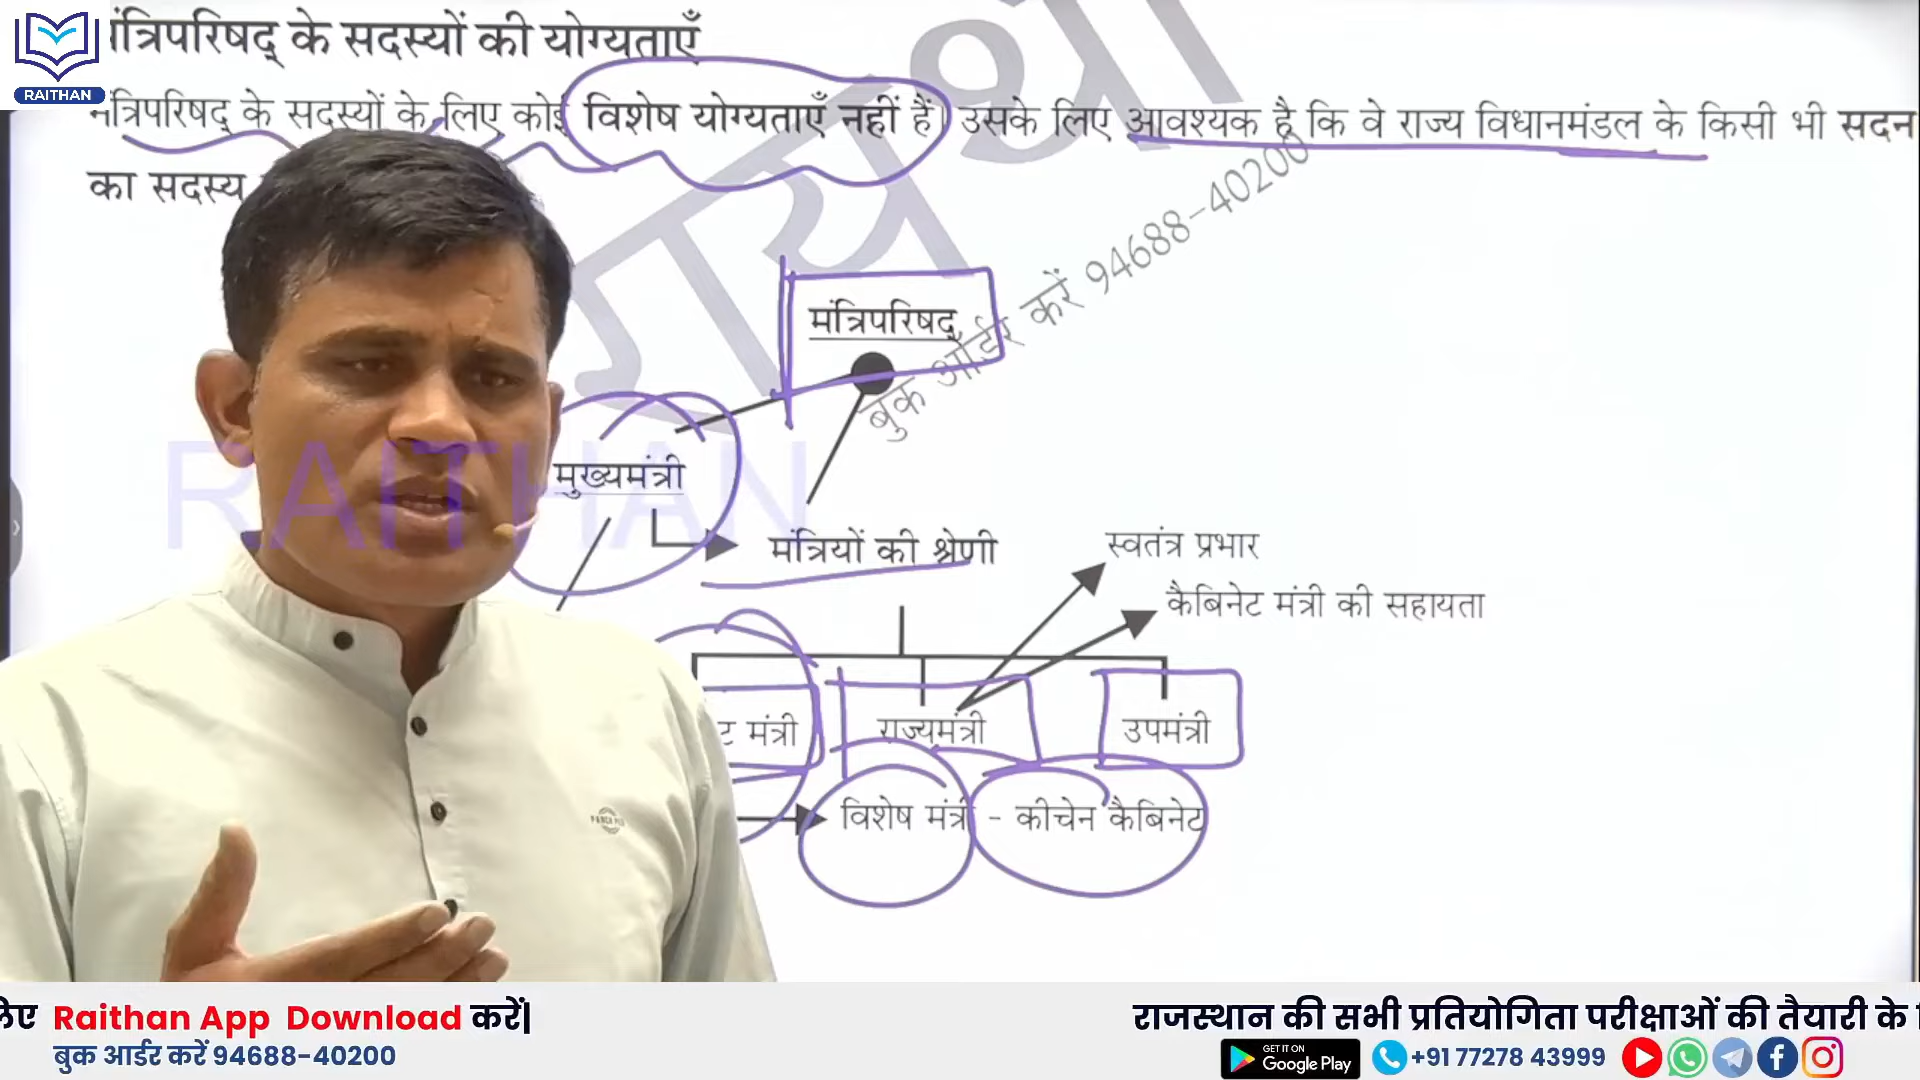 मंत्रिपरिषद् के सदस्यों की योग्यताएँ
मंत्रिपरिषद् के सदस्यों के लिए कोई विशेष योग्यताएँ नहीं हैं। उसके लिए आवश्यक है कि वे राज्य विधानमंडल के किसी भी सदन
का सदस्य
RAITHAN
गयथी
बुक ऑर्डर करें 94688-40200
मंत्रिपरिषद्
RAITHAN
मुख्यमंत्री
मंत्रियों की श्रेणी
स्वतंत्र प्रभार
कैबिनेट मंत्री की सहायता
ट मंत्री राज्यमंत्री उपमंत्री
विशेष मंत्री - कीचेन कैबिनेट
लिए Raithan App Download करें|
राजस्थान की सभी प्रतियोगिता परीक्षाओं की तैयारी के
बुक आर्डर करें 94688-40200
GET IT ON
Google Play
+91 77278 43999